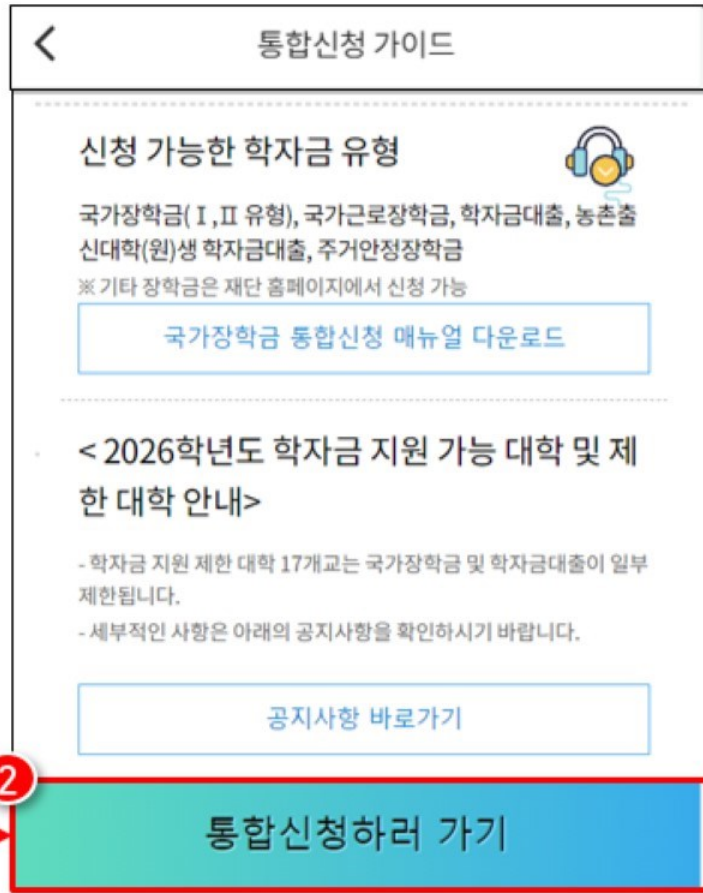 통합신청 가이드
신청 가능한 학자금 유형
국가장학금( Ⅰ,Ⅱ 유형), 국가근로장학금, 학자금대출, 농촌출
신대학(원)생 학자금대출, 주거안정장학금
※ 기타 장학금은 재단 홈페이지에서 신청 가능
국가장학금 통합신청 매뉴얼 다운로드
< 2026학년도 학자금 지원 가능 대학 및 제
한 대학 안내>
- 학자금 지원 제한 대학 17개교는 국가장학금 및 학자금대출이 일부
제한됩니다.
- 세부적인 사항은 아래의 공지사항을 확인하시기 바랍니다.
공지사항 바로가기
2
통합신청하러 가기